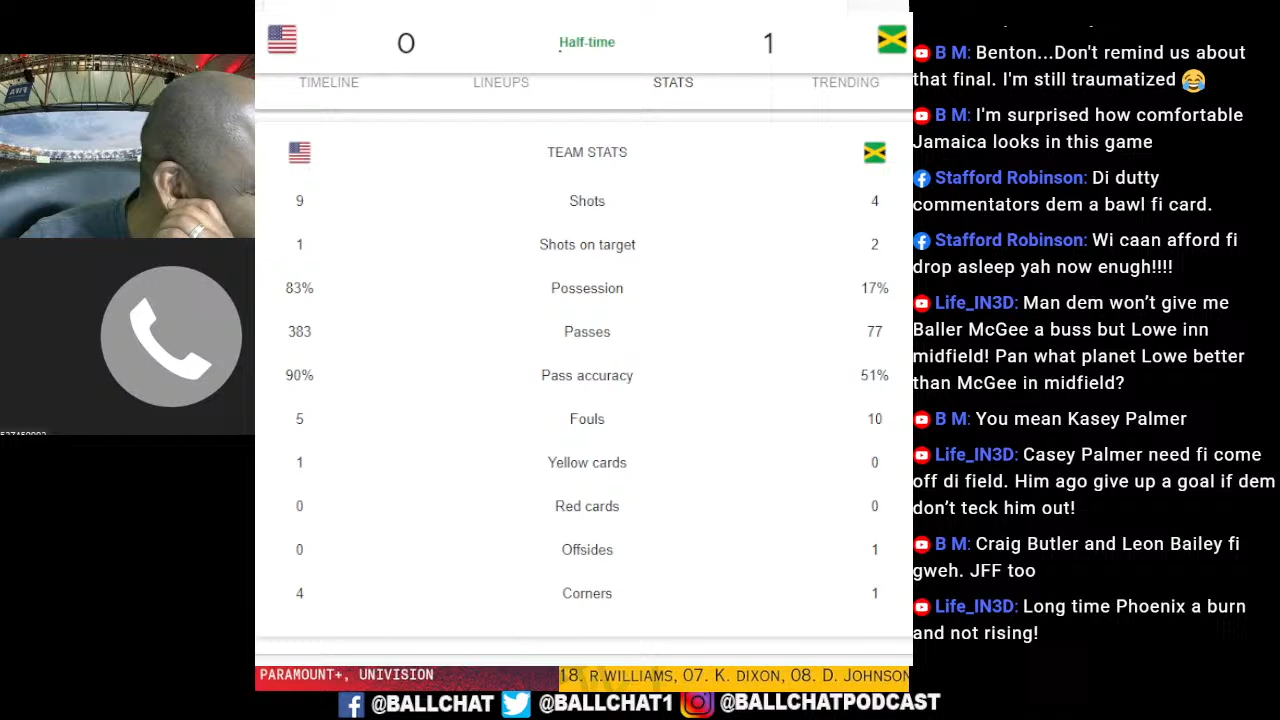 0
Half-time
1
TIMELINE
LINEUPS
STATS
TRENDING
TEAM STATS
9 Shots 4
1 Shots on target 2
83% Possession 17%
383 Passes 77
90% Pass accuracy 51%
5 Fouls 10
1 Yellow cards 0
0 Red cards 0
0 Offsides 1
4 Corners 1
PARAMOUNT+, UNIVISION
18. R.WILLIAMS, 07. K. DIXON, 08. D. JOHNSON
@BALLCHAT @BALLCHAT1 @BALLCHATPODCAST
B M: Benton...Don't remind us about
that final. I'm still traumatized 😂
B M: I'm surprised how comfortable
Jamaica looks in this game
Stafford Robinson: Di dutty
commentators dem a bawl fi card.
Stafford Robinson: Wi caan afford fi
drop asleep yah now enugh!!!!
Life_IN3D: Man dem won’t give me
Baller McGee a buss but Lowe inn
midfield! Pan what planet Lowe better
than McGee in midfield?
B M: You mean Kasey Palmer
Life_IN3D: Casey Palmer need fi come
off di field. Him ago give up a goal if dem
don’t teck him out!
B M: Craig Butler and Leon Bailey fi
gweh. JFF too
Life_IN3D: Long time Phoenix a burn
and not rising!